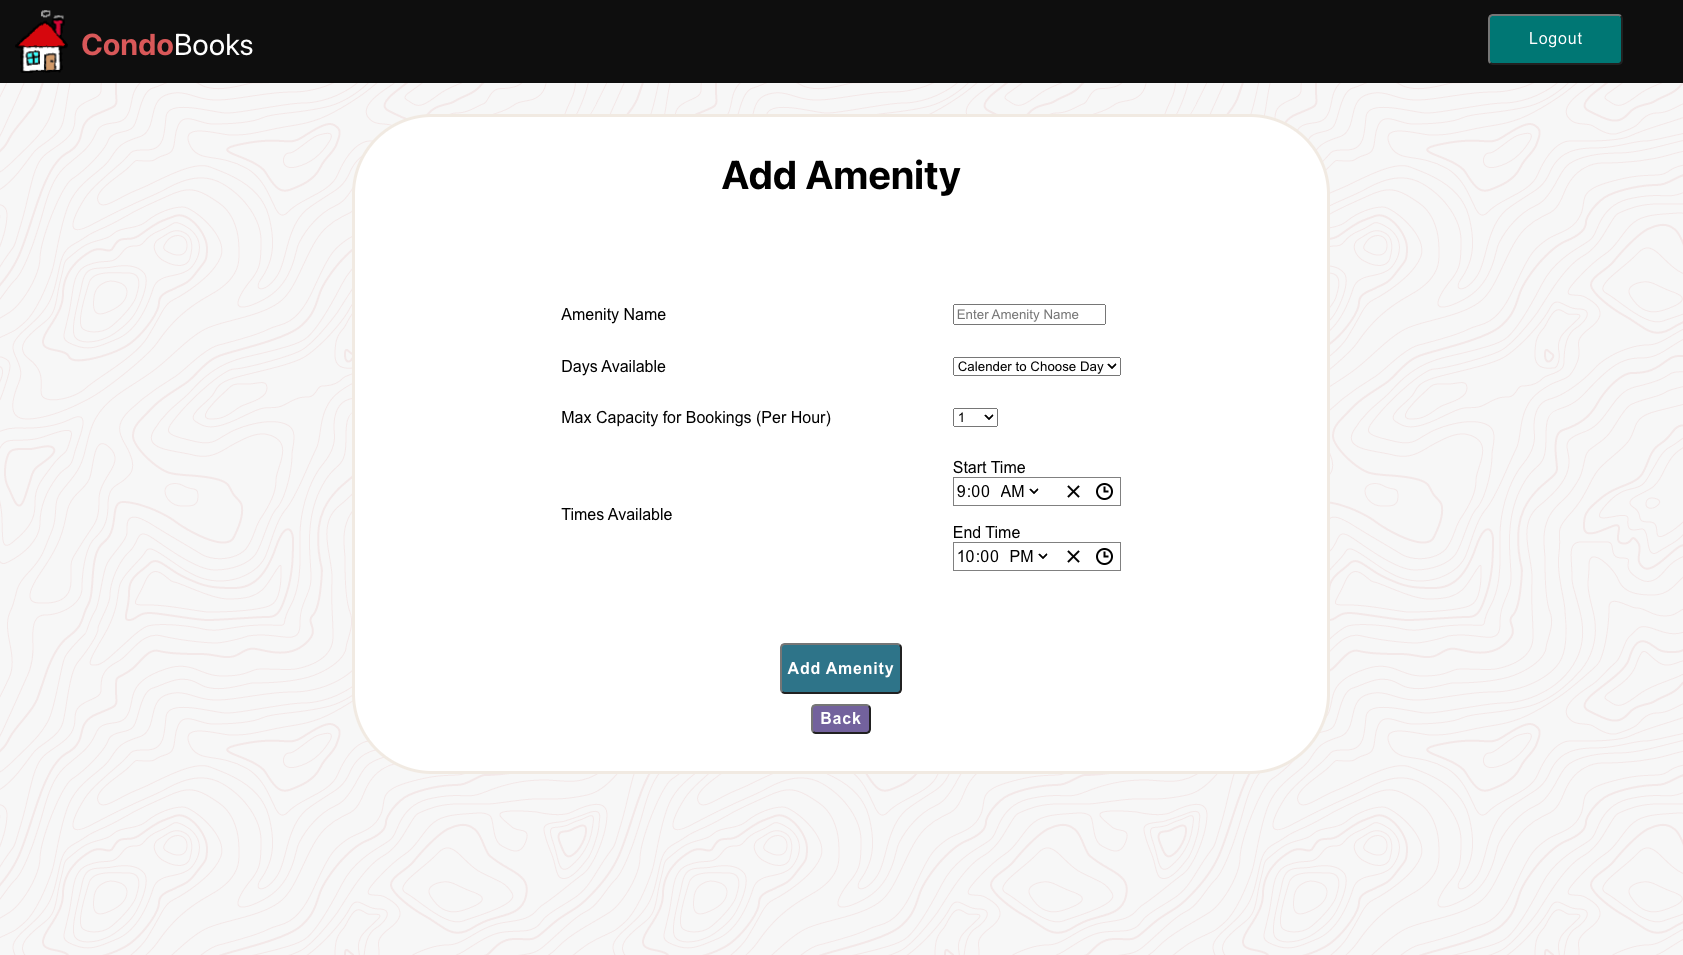 CondoBooks
Logout
Add Amenity
Amenity Name
Enter Amenity Name
Days Available
Calender to Choose Day
Max Capacity for Bookings (Per Hour)
1
Times Available
Start Time
9:00 AM
End Time
10:00 PM
Add Amenity
Back